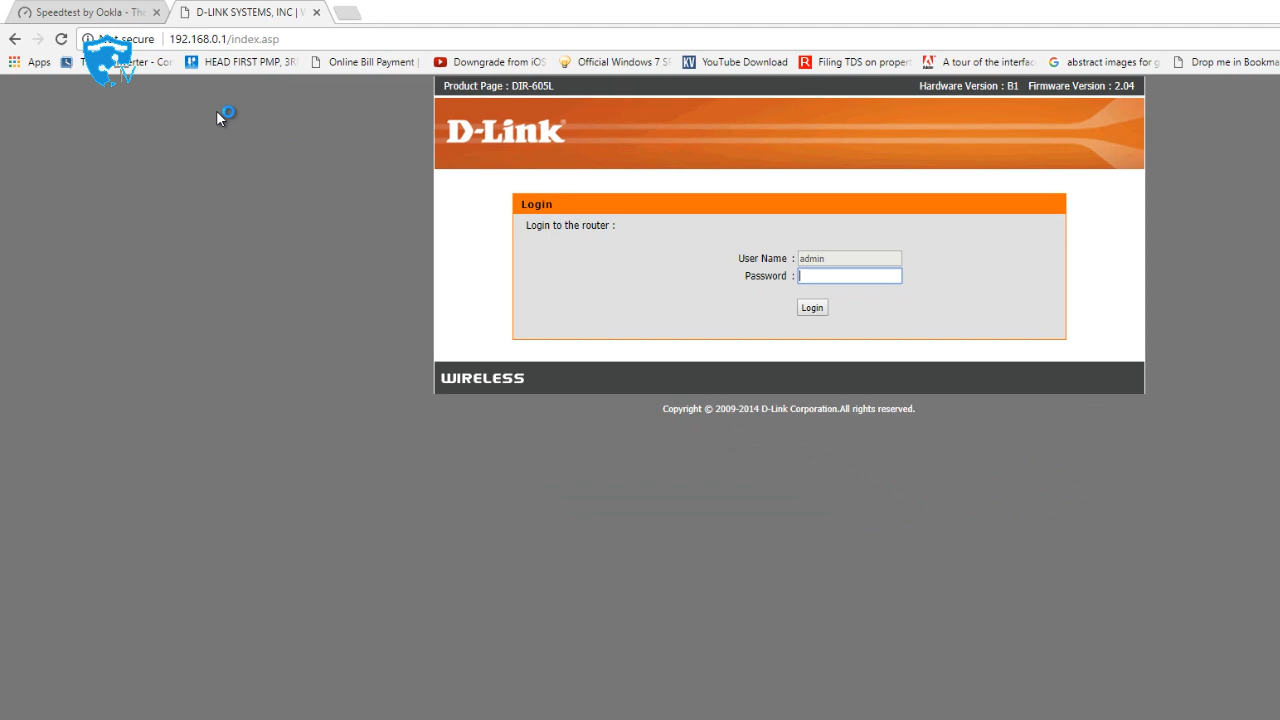 Speedtest by Ookla - The
D-LINK SYSTEMS, INC | W
Not secure
192.168.0.1/index.asp
Apps
HEAD FIRST PMP, 3R
Online Bill Payment |
Downgrade from iOS
Official Windows 7 SP
KV
YouTube Download
R
Filing TDS on propert
A tour of the interfac
abstract images for g
Drop me in Bookma
Product Page : DIR-605L
Hardware Version : B1
Firmware Version : 2.04
D-Link
Login
Login to the router :
User Name : admin
Password :
Login
WIRELESS
Copyright © 2009-2014 D-Link Corporation.All rights reserved.